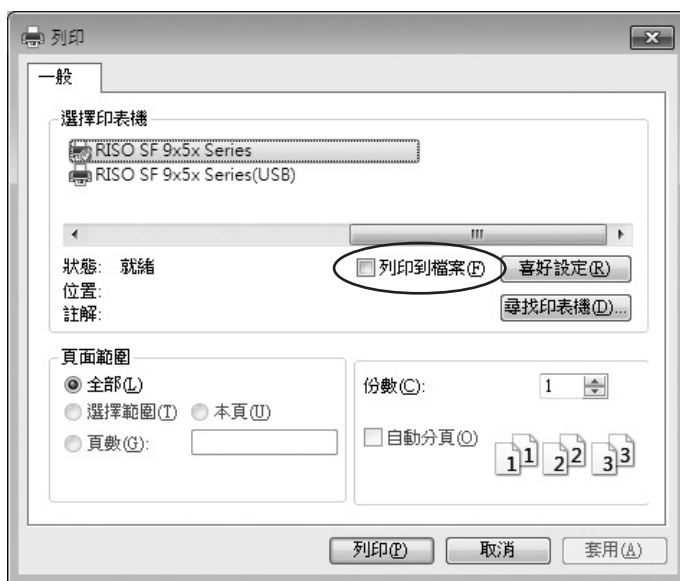 列印
一般
選擇印表機
RISO SF 9x5x Series
RISO SF 9x5x Series(USB)
狀態: 就緒
列印到檔案(F)
喜好設定(R)
位置:
註解:
尋找印表機(D)...
頁面範圍
全部(L)
選擇範圍(T) 本頁(U)
頁數(G):
份數(C): 1
自動分頁(O)
1 1 2 2 3 3
列印(P) 取消 套用(A)